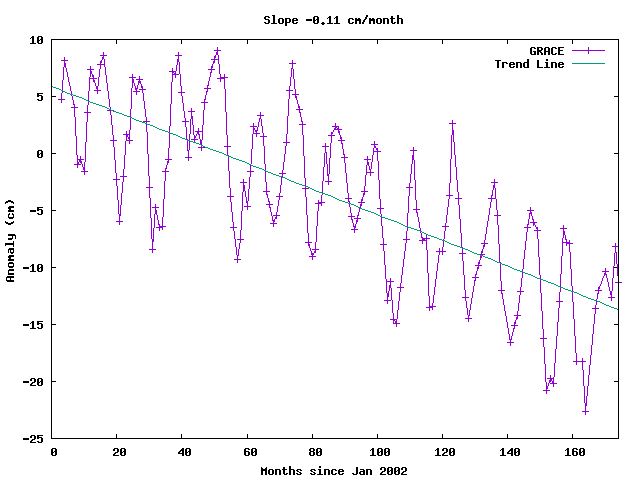 Slope -0.11 cm/month
GRACE
Trend Line
10
5
0
-5
-10
-15
-20
-25
Anomaly (cm)
0 20 40 60 80 100 120 140 160
Months since Jan 2002